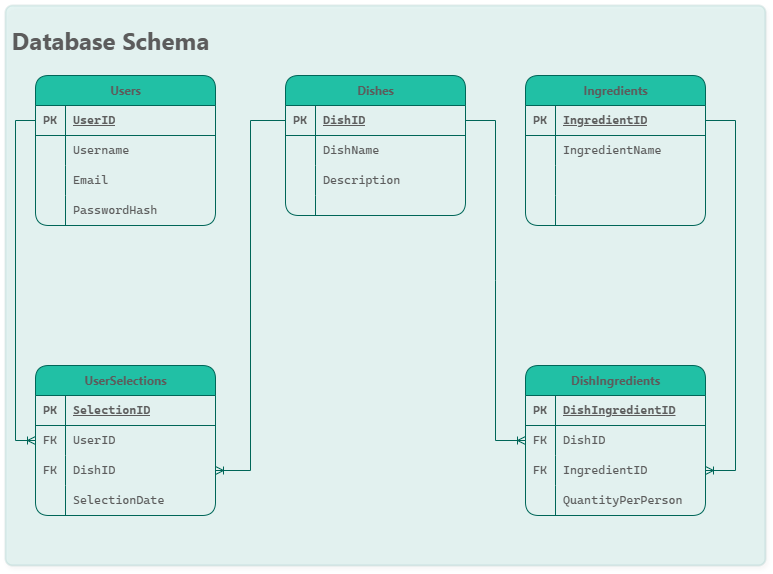 Database Schema
Users
PK UserID
Username
Email
PasswordHash
Dishes
PK DishID
DishName
Description
Ingredients
PK IngredientID
IngredientName
UserSelections
PK SelectionID
FK UserID
FK DishID
SelectionDate
DishIngredients
PK DishIngredientID
FK DishID
FK IngredientID
QuantityPerPerson